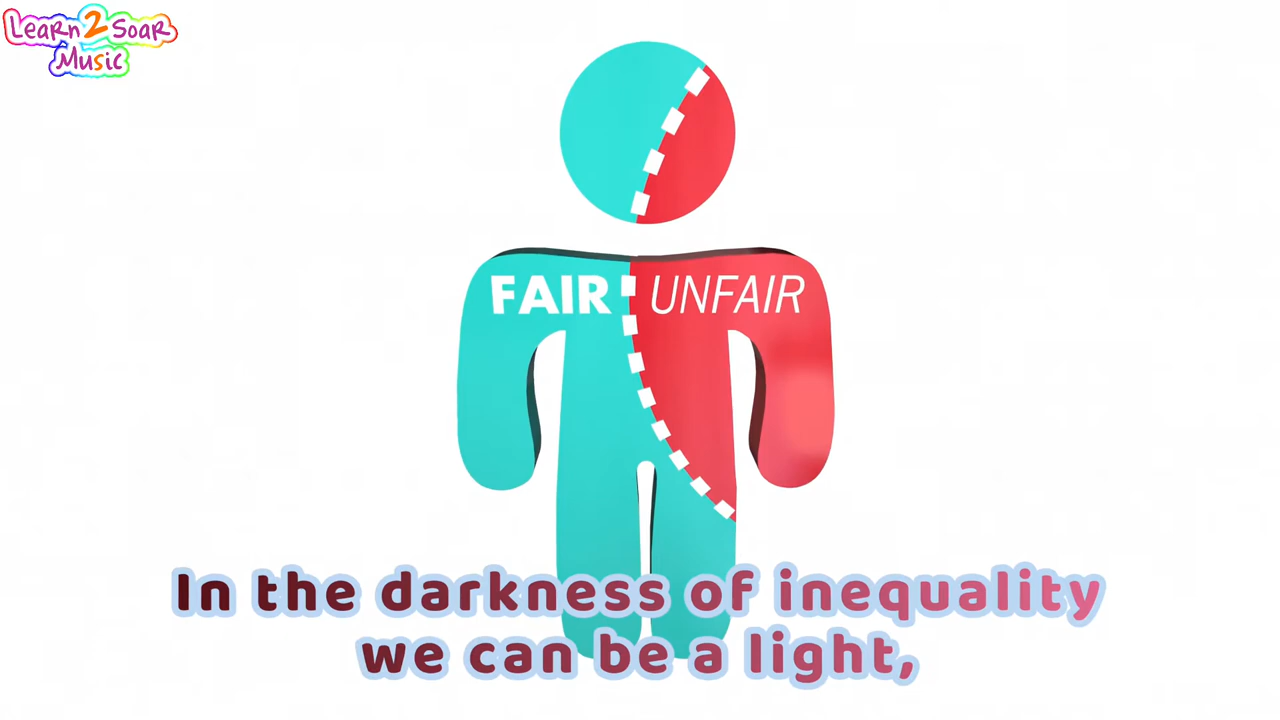 Learn 2 Soar
Music
FAIR UNFAIR
In the darkness of inequality
we can be a light,